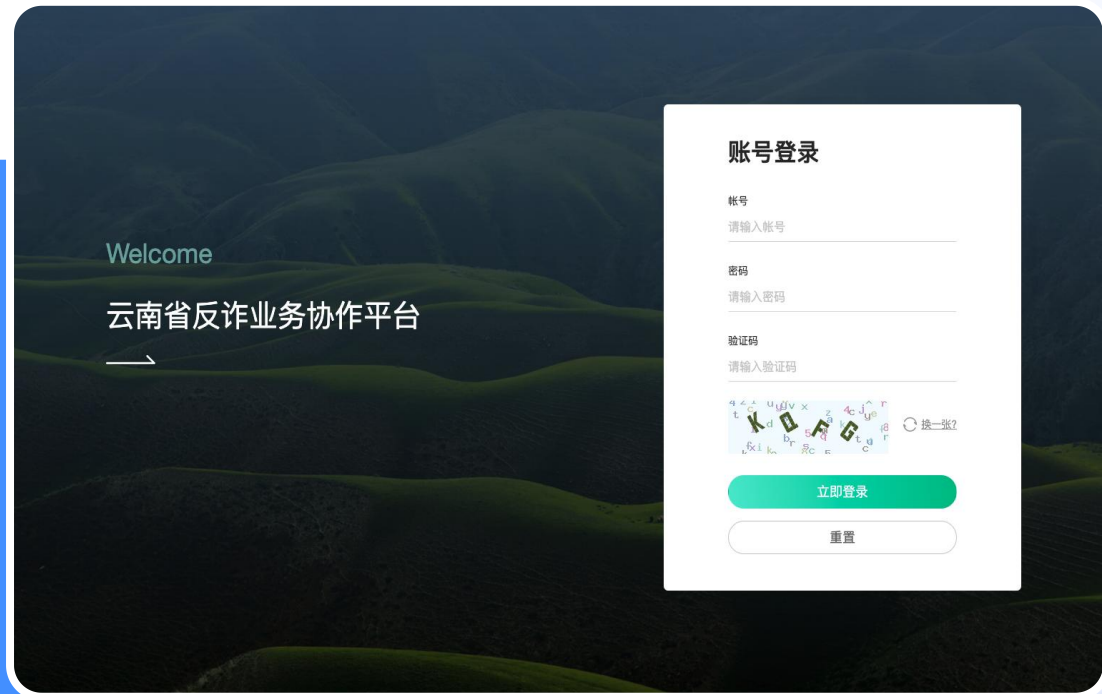 Welcome
云南省反诈业务协作平台
账号登录
帐号
请输入帐号
密码
请输入密码
验证码
请输入验证码
换一张?
立即登录
重置